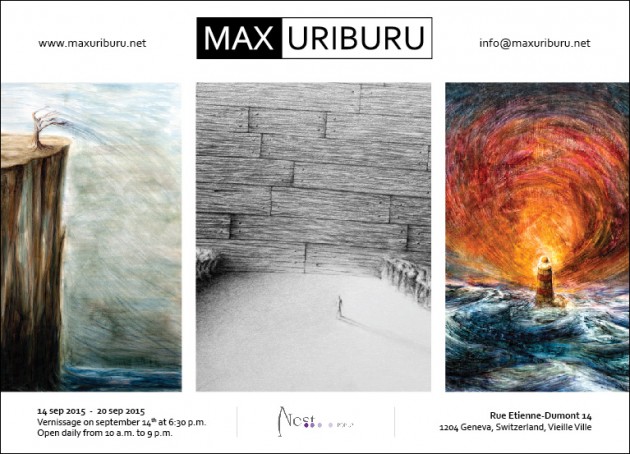 www.maxuriburu.net
MAX URIBURU
info@maxuriburu.net
14 sep 2015 - 20 sep 2015
Vernissage on september 14th at 6:30 p.m.
Open daily from 10 a.m. to 9 p.m.
Nest
Rue Etienne-Dumont 14
1204 Geneva, Switzerland, Vieille Ville